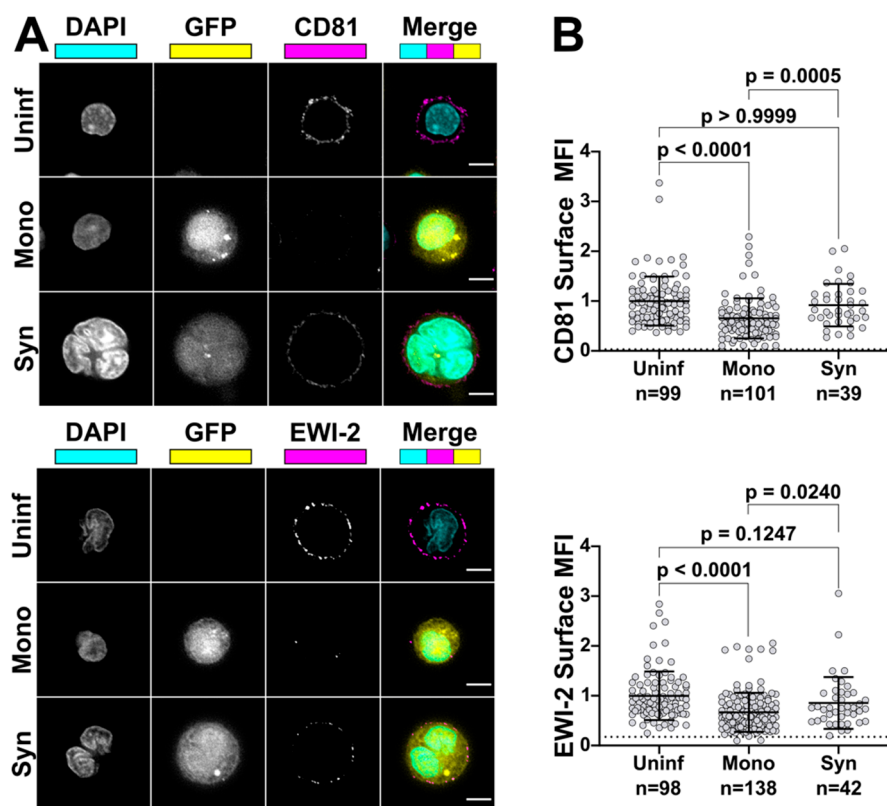 A
DAPI GFP CD81 Merge
Uninf
Mono
Syn
DAPI GFP EWI-2 Merge
Uninf
Mono
Syn
B
p = 0.0005
p > 0.9999
p < 0.0001
CD81 Surface MFI
4
3
2
1
0
Uninf Mono Syn
n=99 n=101 n=39
p = 0.0240
p = 0.1247
p < 0.0001
EWI-2 Surface MFI
4
3
2
1
0
Uninf Mono Syn
n=98 n=138 n=42